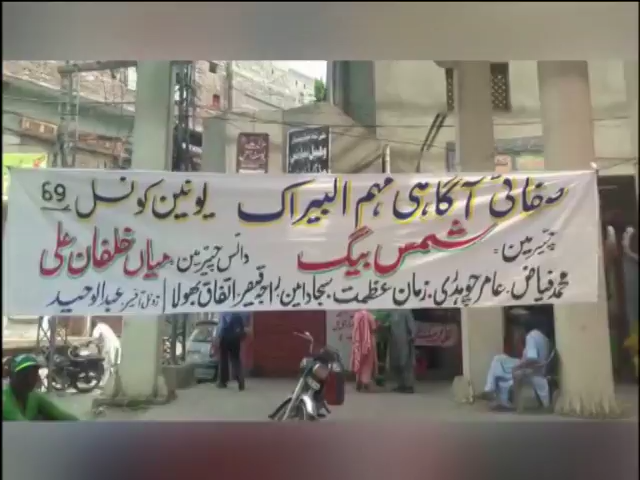 صفائی آگاہی مہم البیراک یونین کونسل 69
چیئرمین: شمس بیگ وائس چیئرمین: میاں خلفان علی
محمد فیاض۔ عامر چوہدری۔ زمان عظمت۔ سجاد امین۔ راجہ قیصر۔ اتفاق بھولا عبدالوحید